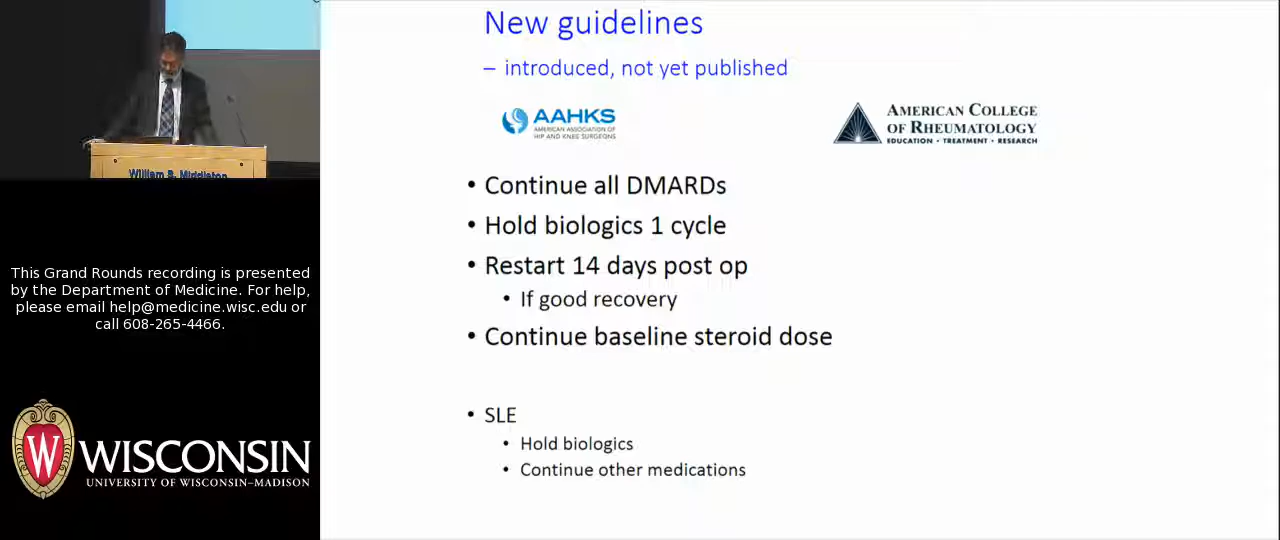 New guidelines
– introduced, not yet published
AAHKS
AMERICAN ASSOCIATION OF
HIP AND KNEE SURGEONS
AMERICAN COLLEGE
OF RHEUMATOLOGY
EDUCATION • TREATMENT • RESEARCH
• Continue all DMARDs
• Hold biologics 1 cycle
• Restart 14 days post op
• If good recovery
• Continue baseline steroid dose
• SLE
• Hold biologics
• Continue other medications
William S. Middleton
This Grand Rounds recording is presented
by the Department of Medicine. For help,
please email help@medicine.wisc.edu or
call 608-265-4466.
W
WISCONSIN
UNIVERSITY OF WISCONSIN–MADISON